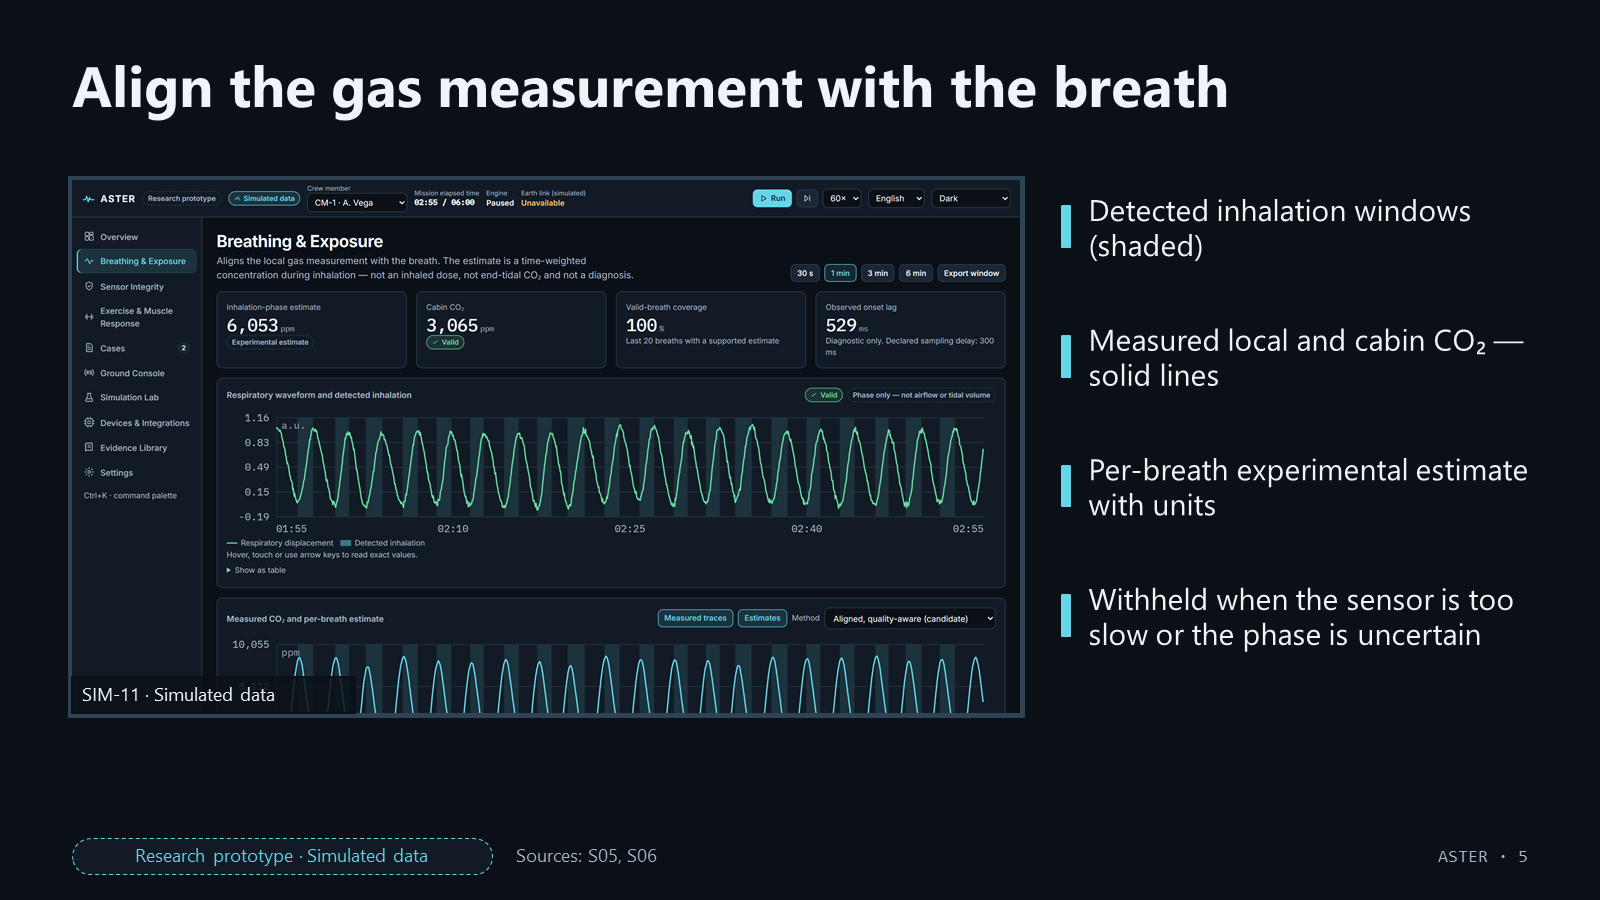 Align the gas measurement with the breath
ASTER
Research prototype
Simulated data
Crew member
CM-1 · A. Vega
Mission elapsed time
02:55 / 06:00
Engine
Paused
Earth link (simulated)
Unavailable
Run
60×
English
Dark
Overview
Breathing & Exposure
Sensor Integrity
Exercise & Muscle
Response
Cases
2
Ground Console
Simulation Lab
Devices & Integrations
Evidence Library
Settings
Ctrl+K · command palette
Breathing & Exposure
Aligns the local gas measurement with the breath. The estimate is a time-weighted
concentration during inhalation — not an inhaled dose, not end-tidal CO₂ and not a diagnosis.
30 s
1 min
3 min
6 min
Export window
Inhalation-phase estimate
6,053 ppm
Experimental estimate
Cabin CO₂
3,065 ppm
✓ Valid
Valid-breath coverage
100 %
Last 20 breaths with a supported estimate
Observed onset lag
529 ms
Diagnostic only. Declared sampling delay: 300
ms
Respiratory waveform and detected inhalation
✓ Valid
Phase only — not airflow or tidal volume
a.u.
1.16
0.83
0.49
0.15
-0.19
01:55
02:10
02:25
02:40
02:55
Respiratory displacement
Detected inhalation
Hover, touch or use arrow keys to read exact values.
Show as table
Measured CO₂ and per-breath estimate
Measured traces
Estimates
Method
Aligned, quality-aware (candidate)
10,055
ppm
SIM-11 · Simulated data
Detected inhalation windows
(shaded)
Measured local and cabin CO₂ —
solid lines
Per-breath experimental estimate
with units
Withheld when the sensor is too
slow or the phase is uncertain
Research prototype · Simulated data
Sources: S05, S06
ASTER · 5